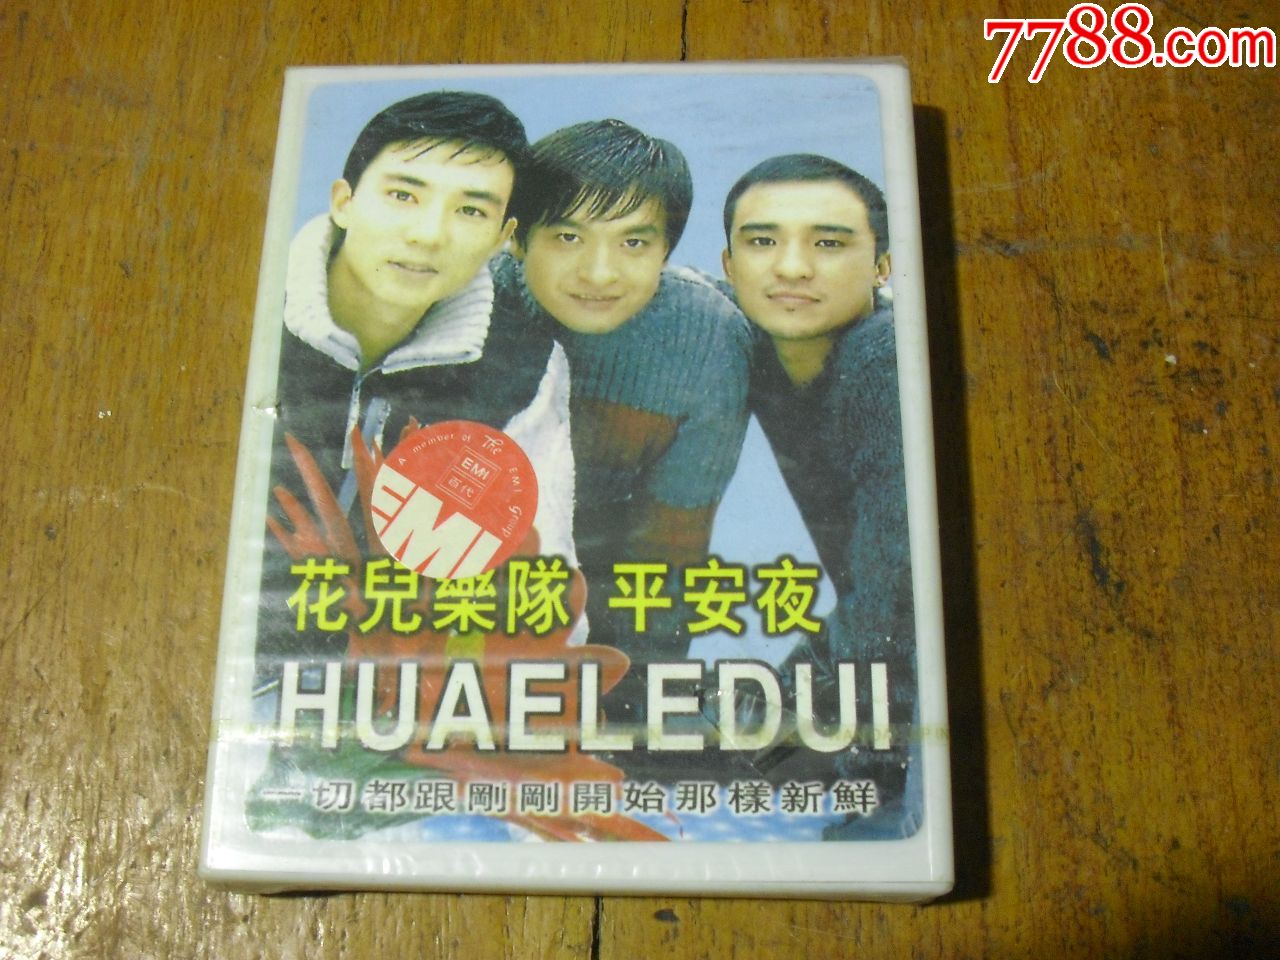 7788.com
A member of The EMI Group
EMI
百代
EMI
花兒樂隊 平安夜
HUAELEDUI
一切都跟剛剛開始那樣新鮮